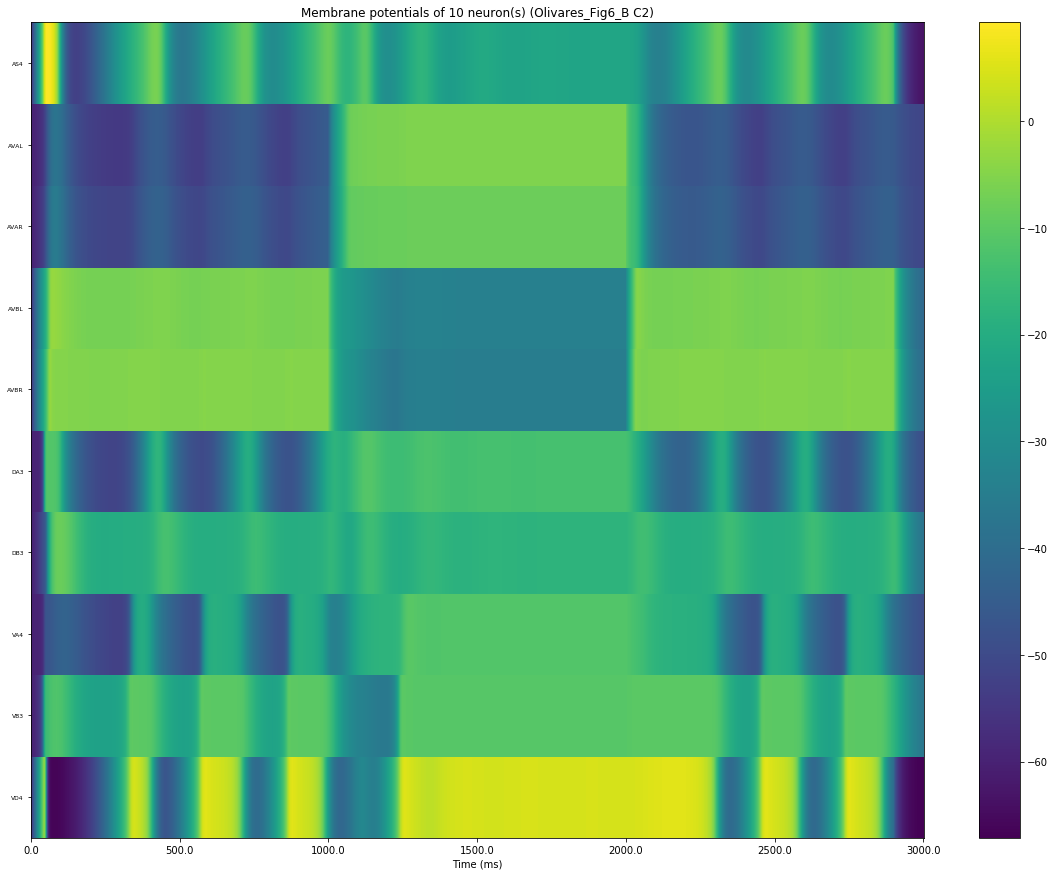 Membrane potentials of 10 neuron(s) (Olivares_Fig6_B C2)
AS4
AVAL
AVAR
AVBL
AVBR
DA3
DB3
VA4
VB3
VD4
0.0 500.0 1000.0 1500.0 2000.0 2500.0 3000.0
Time (ms)
0
−10
−20
−30
−40
−50
−60